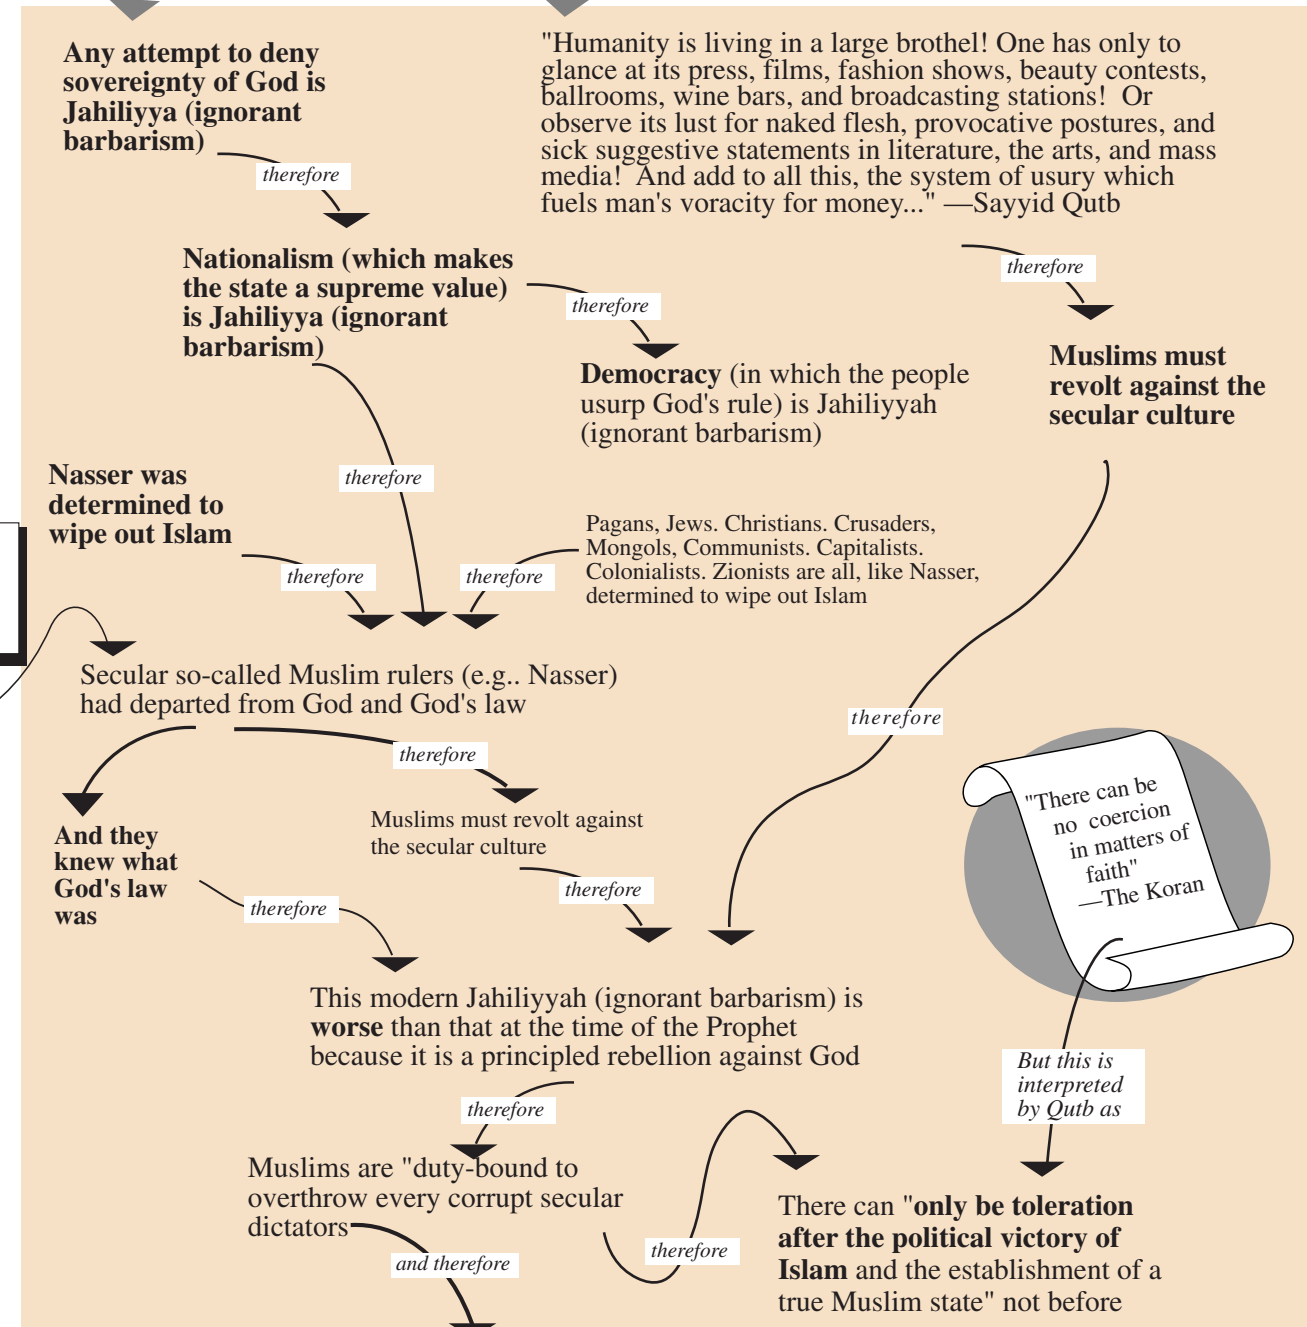 Any attempt to deny
sovereignty of God is
Jahiliyya (ignorant
barbarism)
therefore
"Humanity is living in a large brothel! One has only to
glance at its press, films, fashion shows, beauty contests,
ballrooms, wine bars, and broadcasting stations!  Or
observe its lust for naked flesh, provocative postures, and
sick suggestive statements in literature, the arts, and mass
media!  And add to all this, the system of usury which
fuels man's voracity for money..." —Sayyid Qutb
therefore
Nationalism (which makes
the state a supreme value)
is Jahiliyya (ignorant
barbarism)
therefore
Democracy (in which the people
usurp God's rule) is Jahiliyyah
(ignorant barbarism)
Muslims must
revolt against the
secular culture
therefore
Nasser was
determined to
wipe out Islam
therefore
therefore
Pagans, Jews. Christians. Crusaders,
Mongols, Communists. Capitalists.
Colonialists. Zionists are all, like Nasser,
determined to wipe out Islam
Secular so-called Muslim rulers (e.g.. Nasser)
had departed from God and God's law
therefore
therefore
And they
knew what
God's law
was
therefore
Muslims must revolt against
the secular culture
therefore
"There can be
no  coercion
in matters of
faith"
—The Koran
This modern Jahiliyyah (ignorant barbarism) is
worse than that at the time of the Prophet
because it is a principled rebellion against God
therefore
But this is
interpreted
by Qutb as
Muslims are "duty-bound to
overthrow every corrupt secular
dictators
and therefore
therefore
There can "only be toleration
after the political victory of
Islam and the establishment of a
true Muslim state" not before